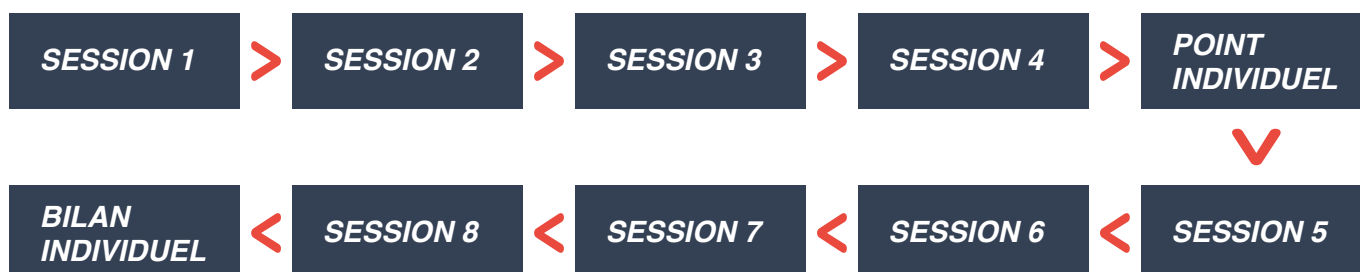 SESSION 1
SESSION 2
SESSION 3
SESSION 4
POINT
INDIVIDUEL
SESSION 5
SESSION 6
SESSION 7
SESSION 8
BILAN
INDIVIDUEL